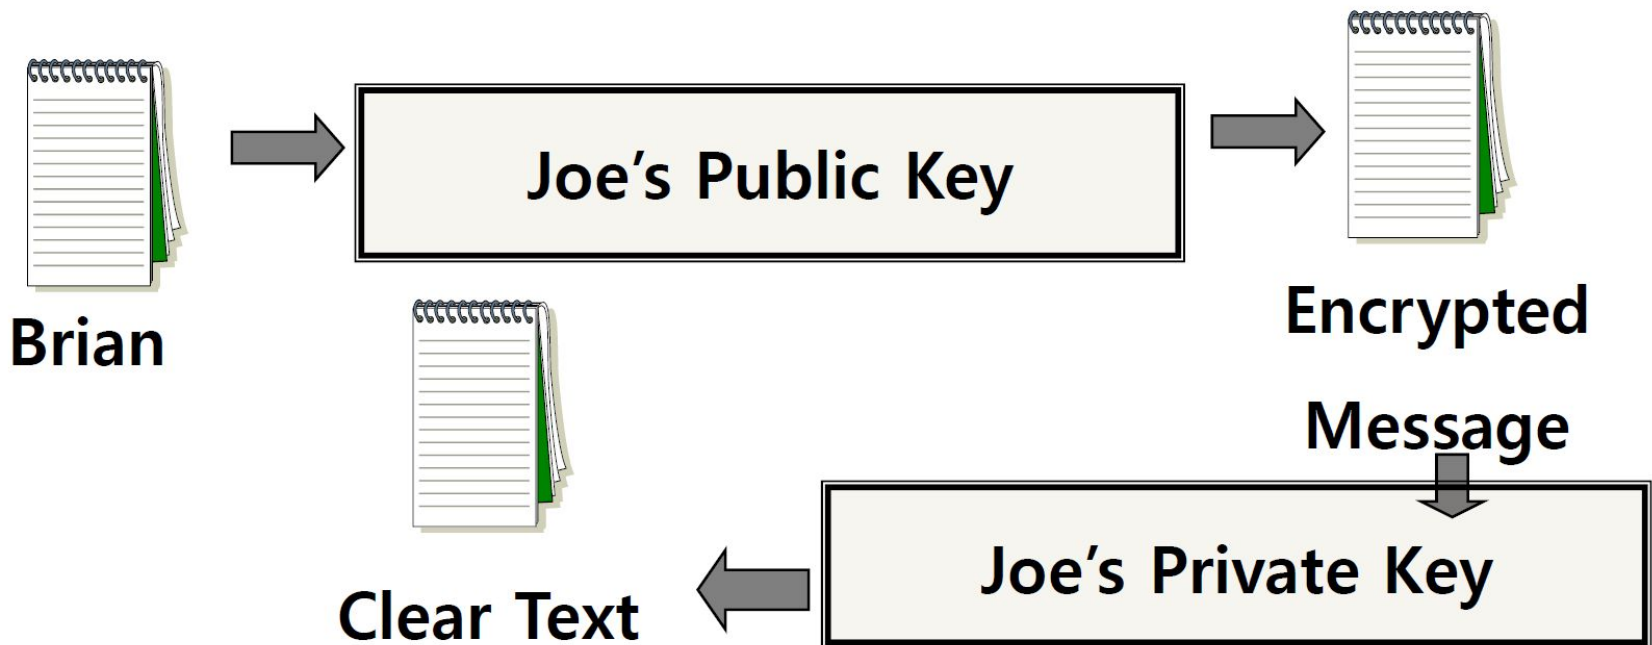 Joe’s Public Key
Brian
Encrypted
Message
Joe’s Private Key
Clear Text